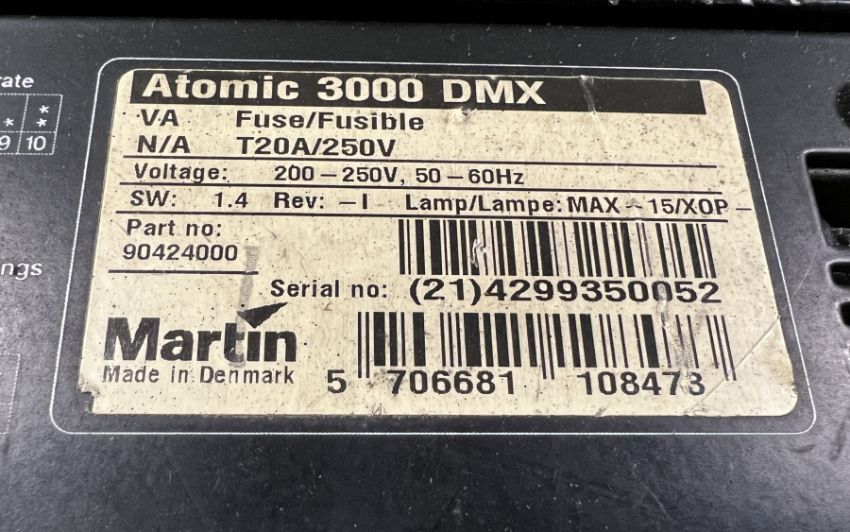 rate
* *
* 
9 10
ngs
Atomic 3000 DMX
VA Fuse/Fusible
N/A T20A/250V
Voltage: 200-250V, 50-60Hz
SW: 1.4 Rev: -I Lamp/Lampe: MAX-15/XOP-
Part no:
90424000
Serial no: (21)4299350052
Martin
Made in Denmark
5 706681 108473